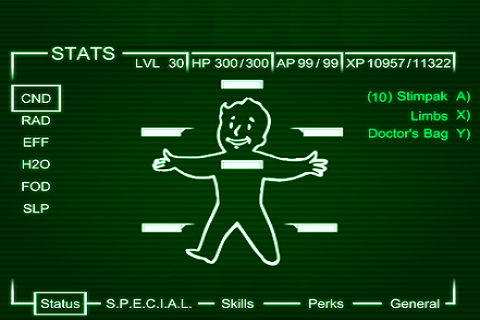 STATS
LVL 30 HP 300/300 AP 99/99 XP 10957/11322
CND
RAD
EFF
H2O
FOD
SLP
(10) Stimpak A)
Limbs X)
Doctor's Bag Y)
Status S.P.E.C.I.A.L. Skills Perks General